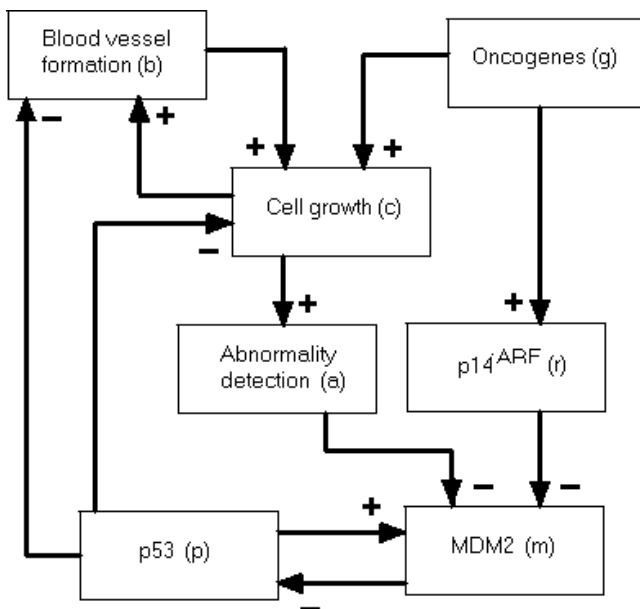 Blood vessel
formation (b)
Oncogenes (g)
−
+
+
+
Cell growth (c)
−
+
+
Abnormality
detection (a)
p14ARF (r)
−
−
+
p53 (p)
MDM2 (m)
−